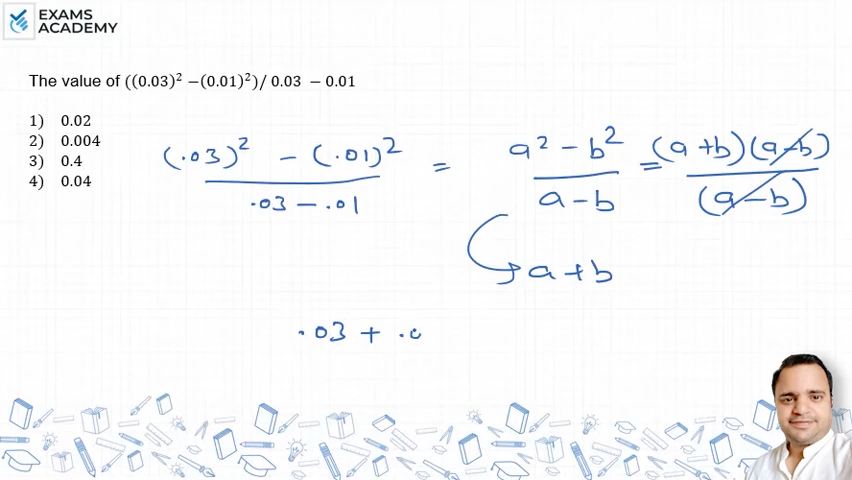 EXAMS
ACADEMY
The value of ((0.03)² −(0.01)²)/ 0.03 − 0.01
1) 0.02
2) 0.004
3) 0.4
4) 0.04
(.03)² − (.01)² = a² − b² = (a+b)(a−b)
.03 − .01 a − b (a − b)
a + b
.03 + .0